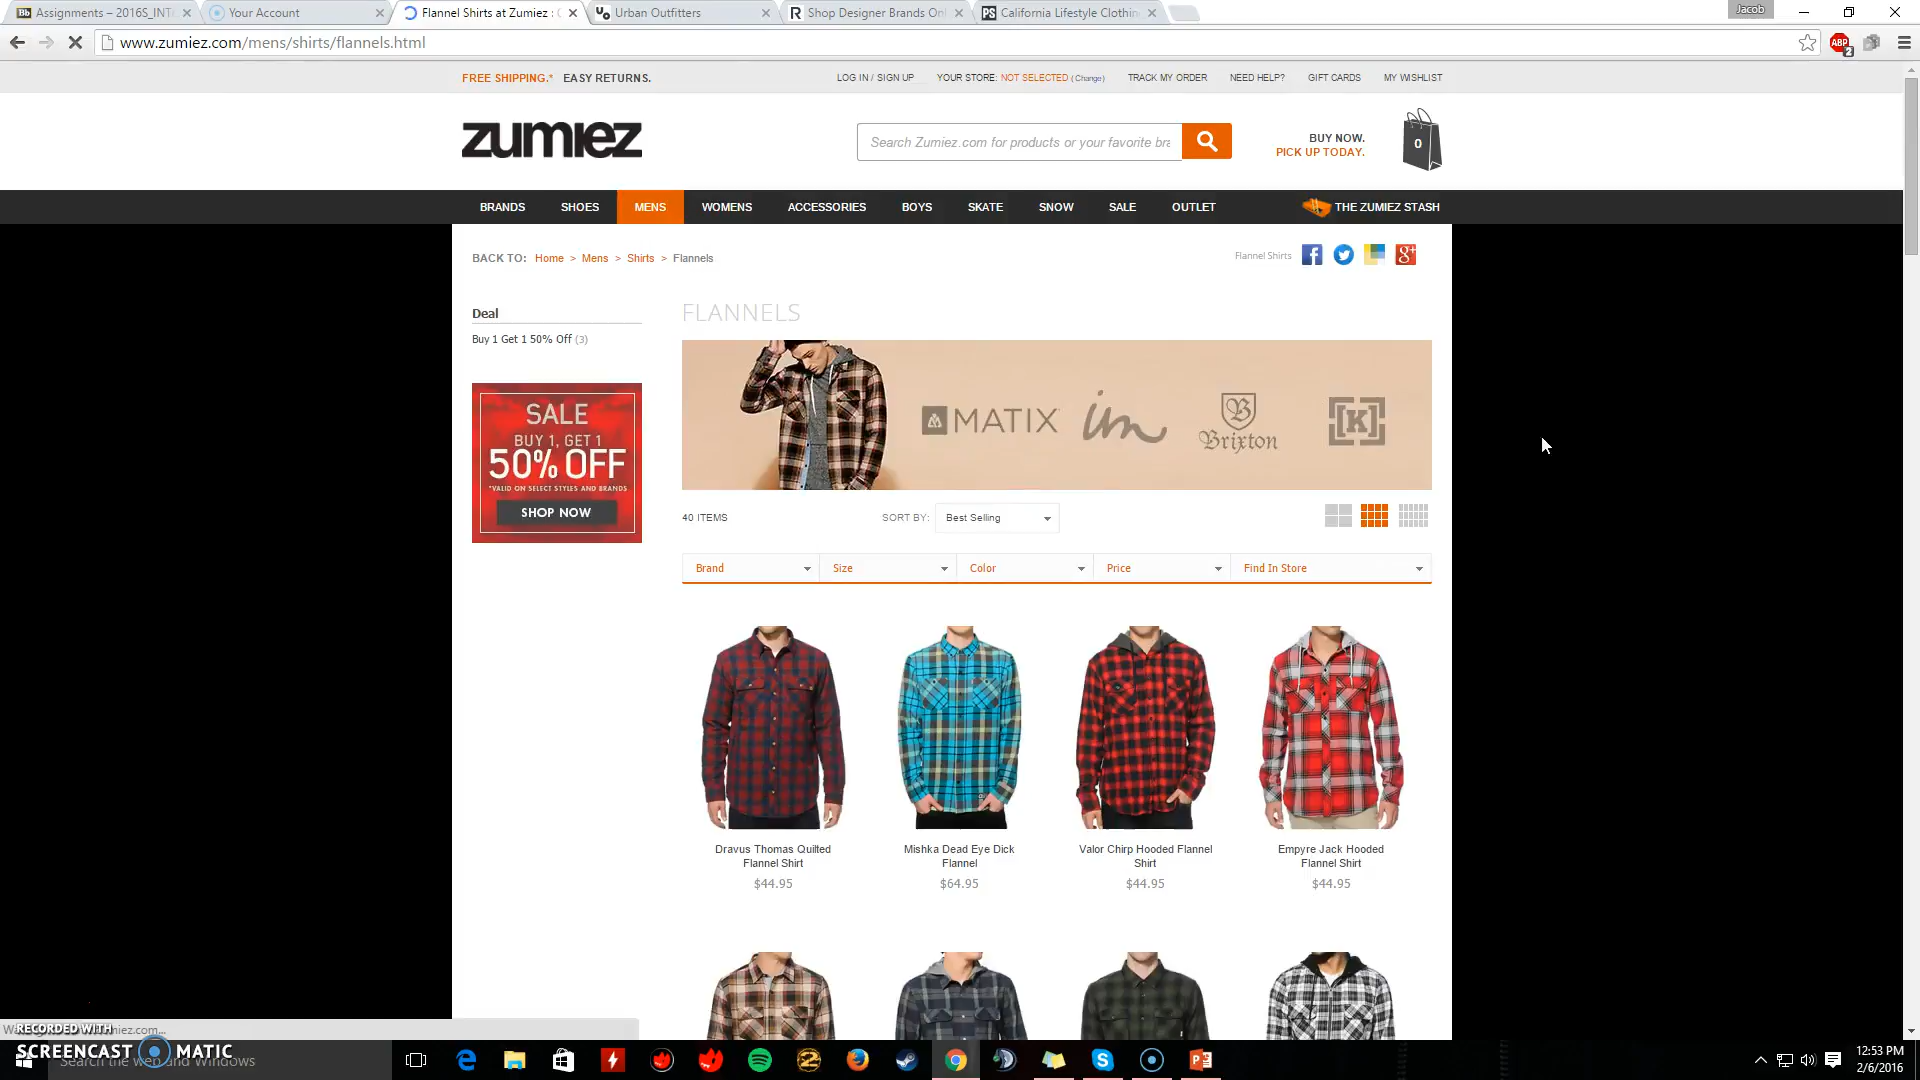 Assignments – 2016S_INT
Your Account
Flannel Shirts at Zumiez :
Urban Outfitters
Shop Designer Brands Onl
California Lifestyle Clothin
Jacob
www.zumiez.com/mens/shirts/flannels.html
ABP
2
FREE SHIPPING.* EASY RETURNS.
LOG IN / SIGN UP
YOUR STORE: NOT SELECTED ( Change )
TRACK MY ORDER
NEED HELP?
GIFT CARDS
MY WISHLIST
zumiez
Search Zumiez.com for products or your favorite bra
BUY NOW.
PICK UP TODAY.
0
BRANDS SHOES MENS WOMENS ACCESSORIES BOYS SKATE SNOW SALE OUTLET THE ZUMIEZ STASH
BACK TO: Home > Mens > Shirts > Flannels
Flannel Shirts
Deal
Buy 1 Get 1 50% Off (3)
FLANNELS
MATIX
im
Brixton
[K]
SALE
BUY 1, GET 1
50% OFF
*VALID ON SELECT STYLES AND BRANDS
SHOP NOW
40 ITEMS
SORT BY: Best Selling
Brand Size Color Price Find In Store
Dravus Thomas Quilted
Flannel Shirt
$44.95
Mishka Dead Eye Dick
Flannel
$64.95
Valor Chirp Hooded Flannel
Shirt
$44.95
Empyre Jack Hooded
Flannel Shirt
$44.95
RECORDED WITH
SCREENCAST MATIC
Search the web and Windows
12:53 PM
2/6/2016